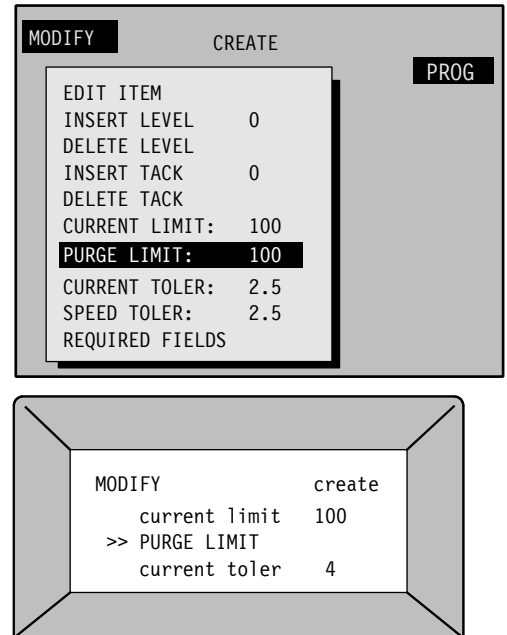 MODIFY CREATE
PROG
EDIT ITEM
INSERT LEVEL 0
DELETE LEVEL
INSERT TACK 0
DELETE TACK
CURRENT LIMIT: 100
PURGE LIMIT: 100
CURRENT TOLER: 2.5
SPEED TOLER: 2.5
REQUIRED FIELDS
MODIFY create
current limit 100
>> PURGE LIMIT
current toler 4